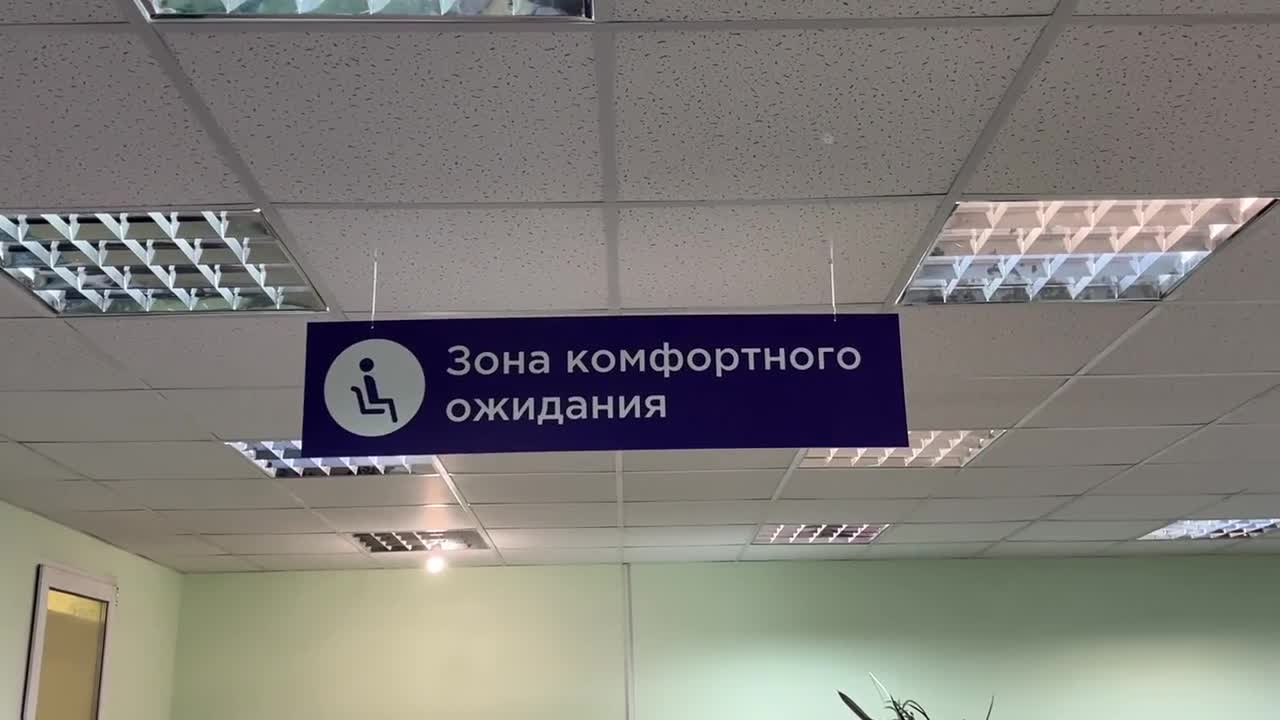 Зона комфортного
ожидания